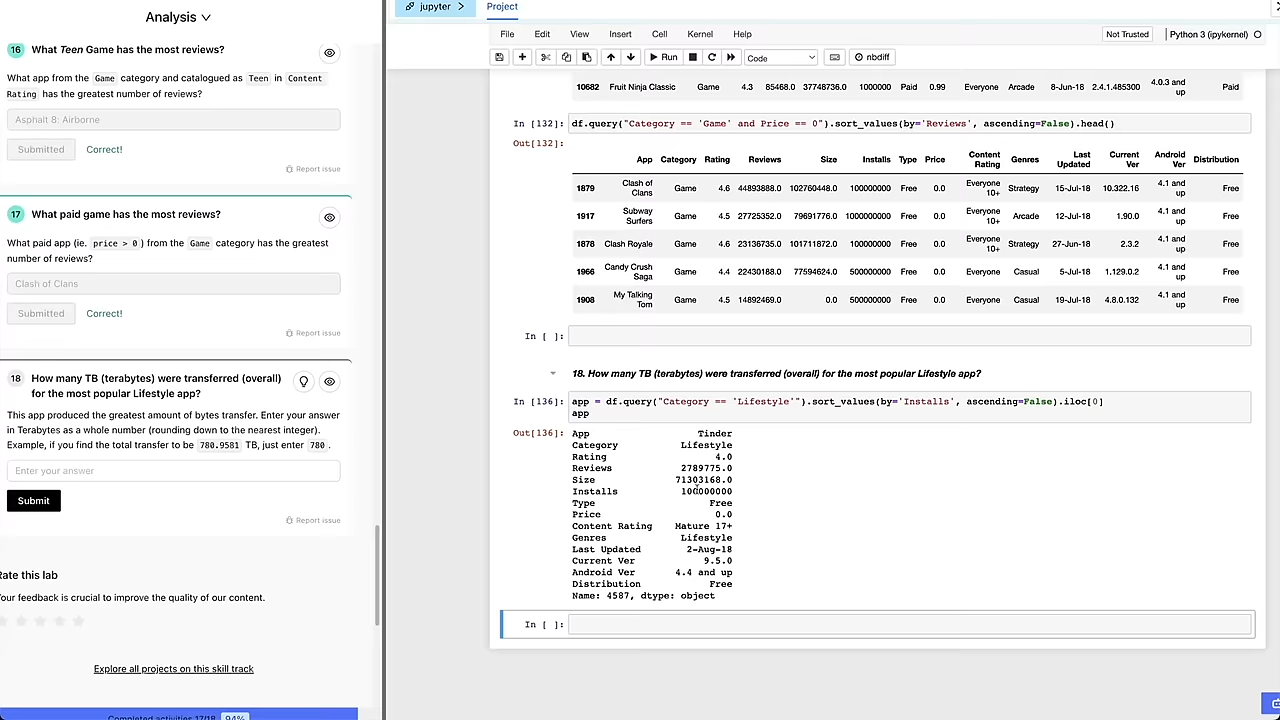 Analysis
16 What Teen Game has the most reviews?
What app from the Game category and catalogued as Teen in Content
Rating has the greatest number of reviews?
Asphalt 8: Airborne
Submitted Correct!
Report issue
17 What paid game has the most reviews?
What paid app (ie. price > 0 ) from the Game category has the greatest
number of reviews?
Clash of Clans
Submitted Correct!
Report issue
18 How many TB (terabytes) were transferred (overall)
for the most popular Lifestyle app?
This app produced the greatest amount of bytes transfer. Enter your answer
in Terabytes as a whole number (rounding down to the nearest integer).
Example, if you find the total transfer to be 780.9581 TB, just enter 780 .
Enter your answer
Submit
Report issue
Rate this lab
Your feedback is crucial to improve the quality of our content.
Explore all projects on this skill track
Completed activities 17/18 94%
jupyter Project
File Edit View Insert Cell Kernel Help Not Trusted Python 3 (ipykernel)
Run Code nbdiff
10682 Fruit Ninja Classic Game 4.3 85468.0 37748736.0 1000000 Paid 0.99 Everyone Arcade 8-Jun-18 2.4.1.485300 4.0.3 and up Paid
In [132]: df.query("Category == 'Game' and Price == 0").sort_values(by='Reviews', ascending=False).head()
Out[132]:
App Category Rating Reviews Size Installs Type Price Content Rating Genres Last Updated Current Ver Android Ver Distribution
1879 Clash of Clans Game 4.6 44893888.0 102760448.0 100000000 Free 0.0 Everyone 10+ Strategy 15-Jul-18 10.322.16 4.1 and up Free
1917 Subway Surfers Game 4.5 27725352.0 79691776.0 1000000000 Free 0.0 Everyone 10+ Arcade 12-Jul-18 1.90.0 4.1 and up Free
1878 Clash Royale Game 4.6 23136735.0 101711872.0 100000000 Free 0.0 Everyone 10+ Strategy 27-Jun-18 2.3.2 4.1 and up Free
1966 Candy Crush Saga Game 4.4 22430188.0 77594624.0 500000000 Free 0.0 Everyone Casual 5-Jul-18 1.129.0.2 4.1 and up Free
1908 My Talking Tom Game 4.5 14892469.0 0.0 500000000 Free 0.0 Everyone Casual 19-Jul-18 4.8.0.132 4.1 and up Free
In [ ]:
18. How many TB (terabytes) were transferred (overall) for the most popular Lifestyle app?
In [136]: app = df.query("Category == 'Lifestyle'").sort_values(by='Installs', ascending=False).iloc[0]
app
Out[136]: App Tinder
Category Lifestyle
Rating 4.0
Reviews 2789775.0
Size 71303168.0
Installs 100000000
Type Free
Price 0.0
Content Rating Mature 17+
Genres Lifestyle
Last Updated 2-Aug-18
Current Ver 9.5.0
Android Ver 4.4 and up
Distribution Free
Name: 4587, dtype: object
In [ ]: